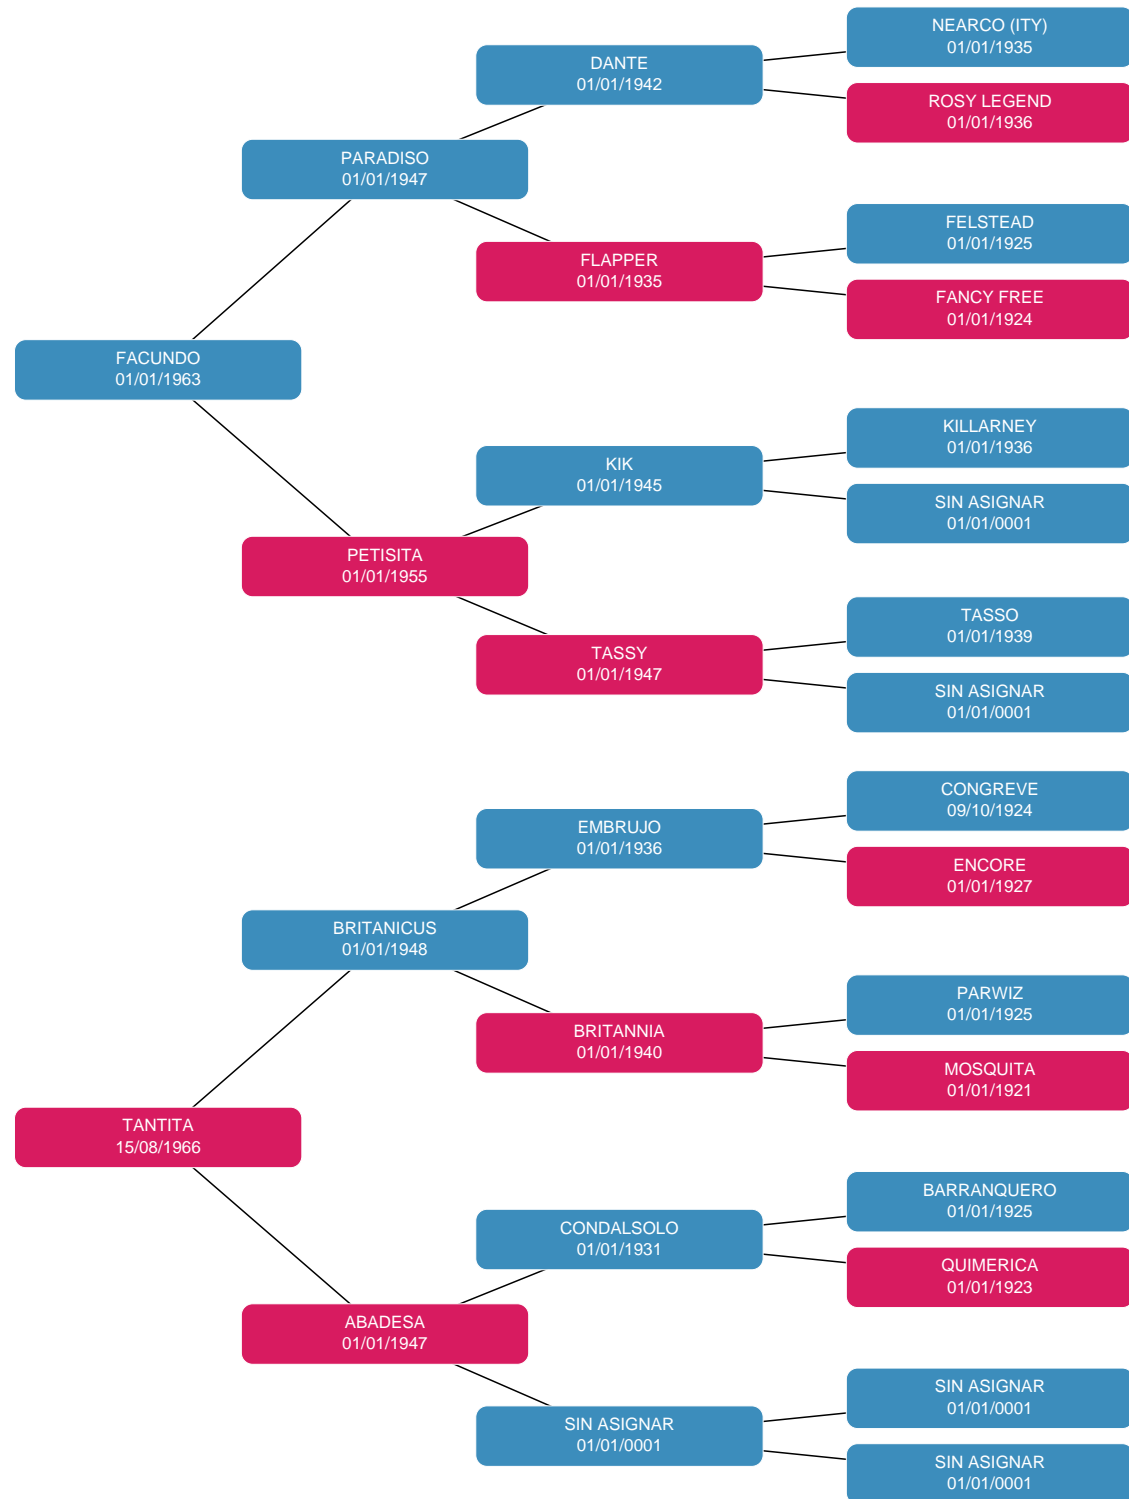 NEARCO (ITY)
01/01/1935
DANTE
01/01/1942
ROSY LEGEND
01/01/1936
PARADISO
01/01/1947
FELSTEAD
01/01/1925
FLAPPER
01/01/1935
FANCY FREE
01/01/1924
FACUNDO
01/01/1963
KILLARNEY
01/01/1936
KIK
01/01/1945
SIN ASIGNAR
01/01/0001
PETISITA
01/01/1955
TASSO
01/01/1939
TASSY
01/01/1947
SIN ASIGNAR
01/01/0001
CONGREVE
09/10/1924
EMBRUJO
01/01/1936
ENCORE
01/01/1927
BRITANICUS
01/01/1948
PARWIZ
01/01/1925
BRITANNIA
01/01/1940
MOSQUITA
01/01/1921
TANTITA
15/08/1966
BARRANQUERO
01/01/1925
CONDALSOLO
01/01/1931
QUIMERICA
01/01/1923
ABADESA
01/01/1947
SIN ASIGNAR
01/01/0001
SIN ASIGNAR
01/01/0001
SIN ASIGNAR
01/01/0001